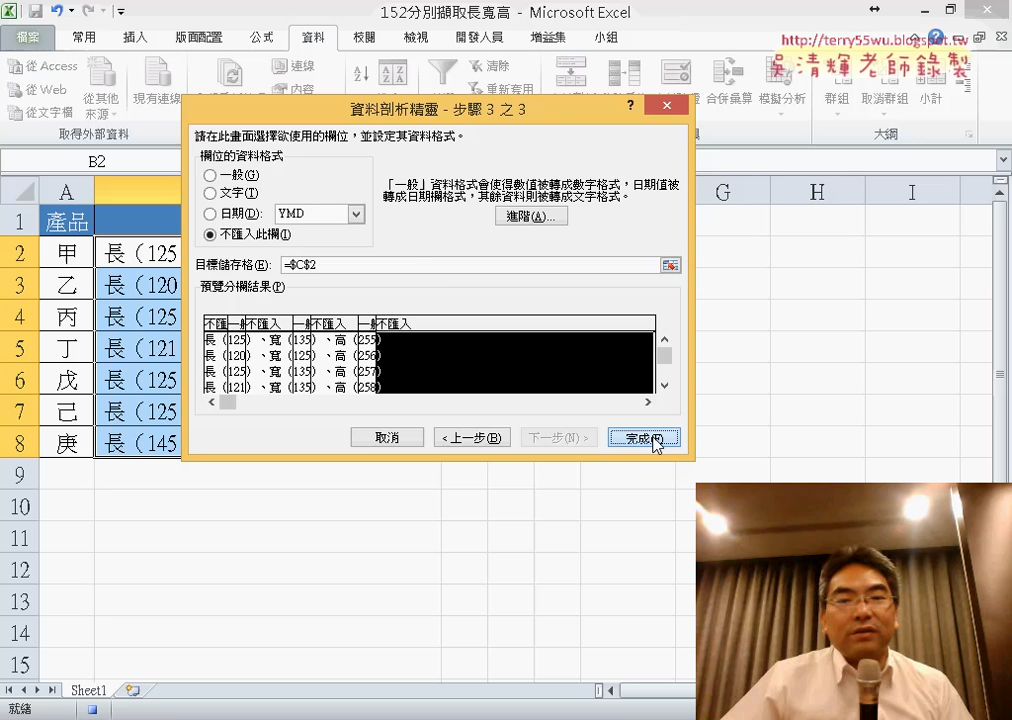 152分別擷取長寬高 - Microsoft Excel
檔案 常用 插入 版面配置 公式 資料 校閱 檢視 開發人員 增益集 小組
http://terry55wu.blogspot.tw
吳清輝老師錄製
從 Access
從 Web
從文字檔
從其他來源
現有連線
連線
內容
清除
重新套用
合併彙算
模擬分析
群組
取消群組
小計
取得外部資料
大綱
B2
資料剖析精靈 - 步驟 3 之 3
請在此畫面選擇欲使用的欄位，並設定其資料格式。
欄位的資料格式
一般(G)
文字(T)
日期(D): YMD
不匯入此欄(I)
「一般」資料格式會使得數值被轉成數字格式，日期值被
轉成日期欄格式，其餘資料則被轉成文字格式。
進階(A)...
目標儲存格(E): =$C$2
預覽分欄結果(P)
不匯 一般 不匯入 一般 不匯入 一般 不匯入
長（125）、寬（135）、高（255）
長（120）、寬（125）、高（256）
長（125）、寬（135）、高（257）
長（121）、寬（135）、高（258）
取消 < 上一步(B) 下一步(N) > 完成(F)
A G H I
1 產品
2 甲 長（125
3 乙 長（120
4 丙 長（125
5 丁 長（121
6 戊 長（125
7 己 長（125
8 庚 長（145
9
10
11
12
13
14
15
Sheet1
就緒